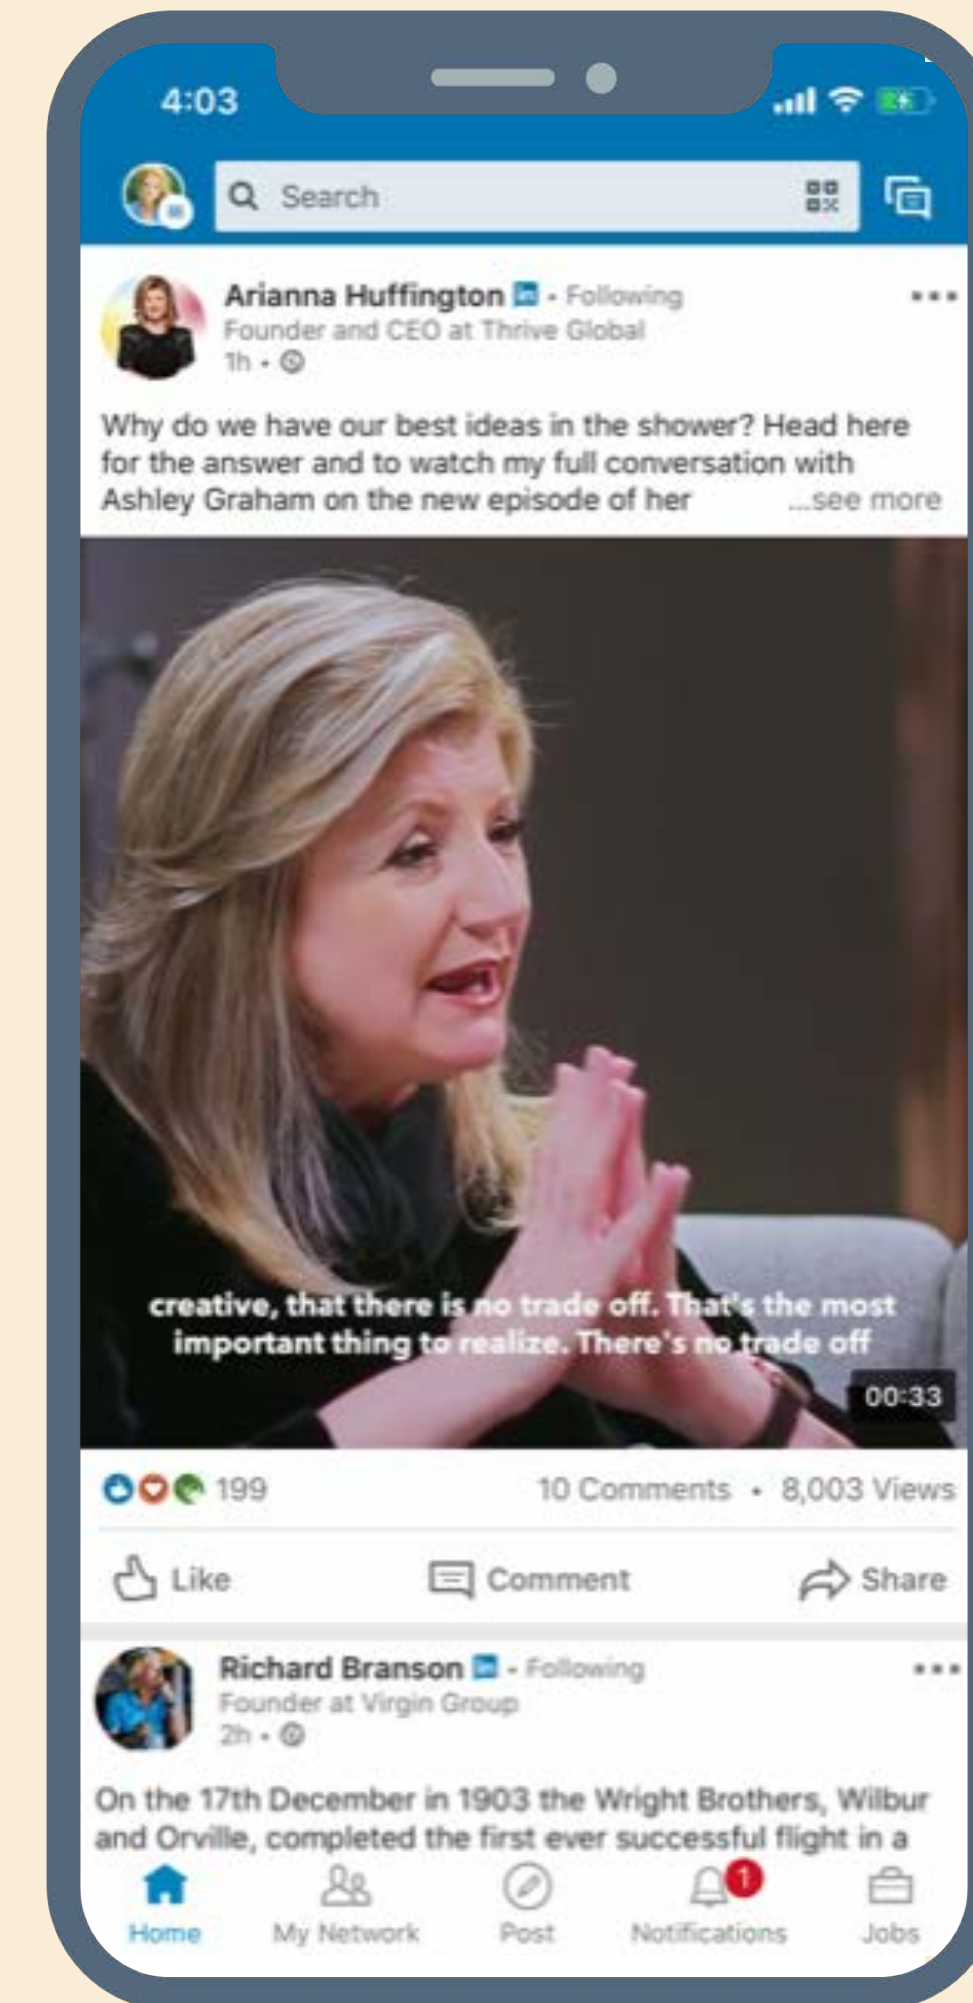 4:03
Search
Arianna Huffington in • Following
Founder and CEO at Thrive Global
1h •
Why do we have our best ideas in the shower? Head here
for the answer and to watch my full conversation with
Ashley Graham on the new episode of her ...see more
creative, that there is no trade off. That's the most
important thing to realize. There's no trade off
00:33
199 10 Comments • 8,003 Views
Like Comment Share
Richard Branson in • Following
Founder at Virgin Group
2h •
On the 17th December in 1903 the Wright Brothers, Wilbur
and Orville, completed the first ever successful flight in a
1
Home My Network Post Notifications Jobs